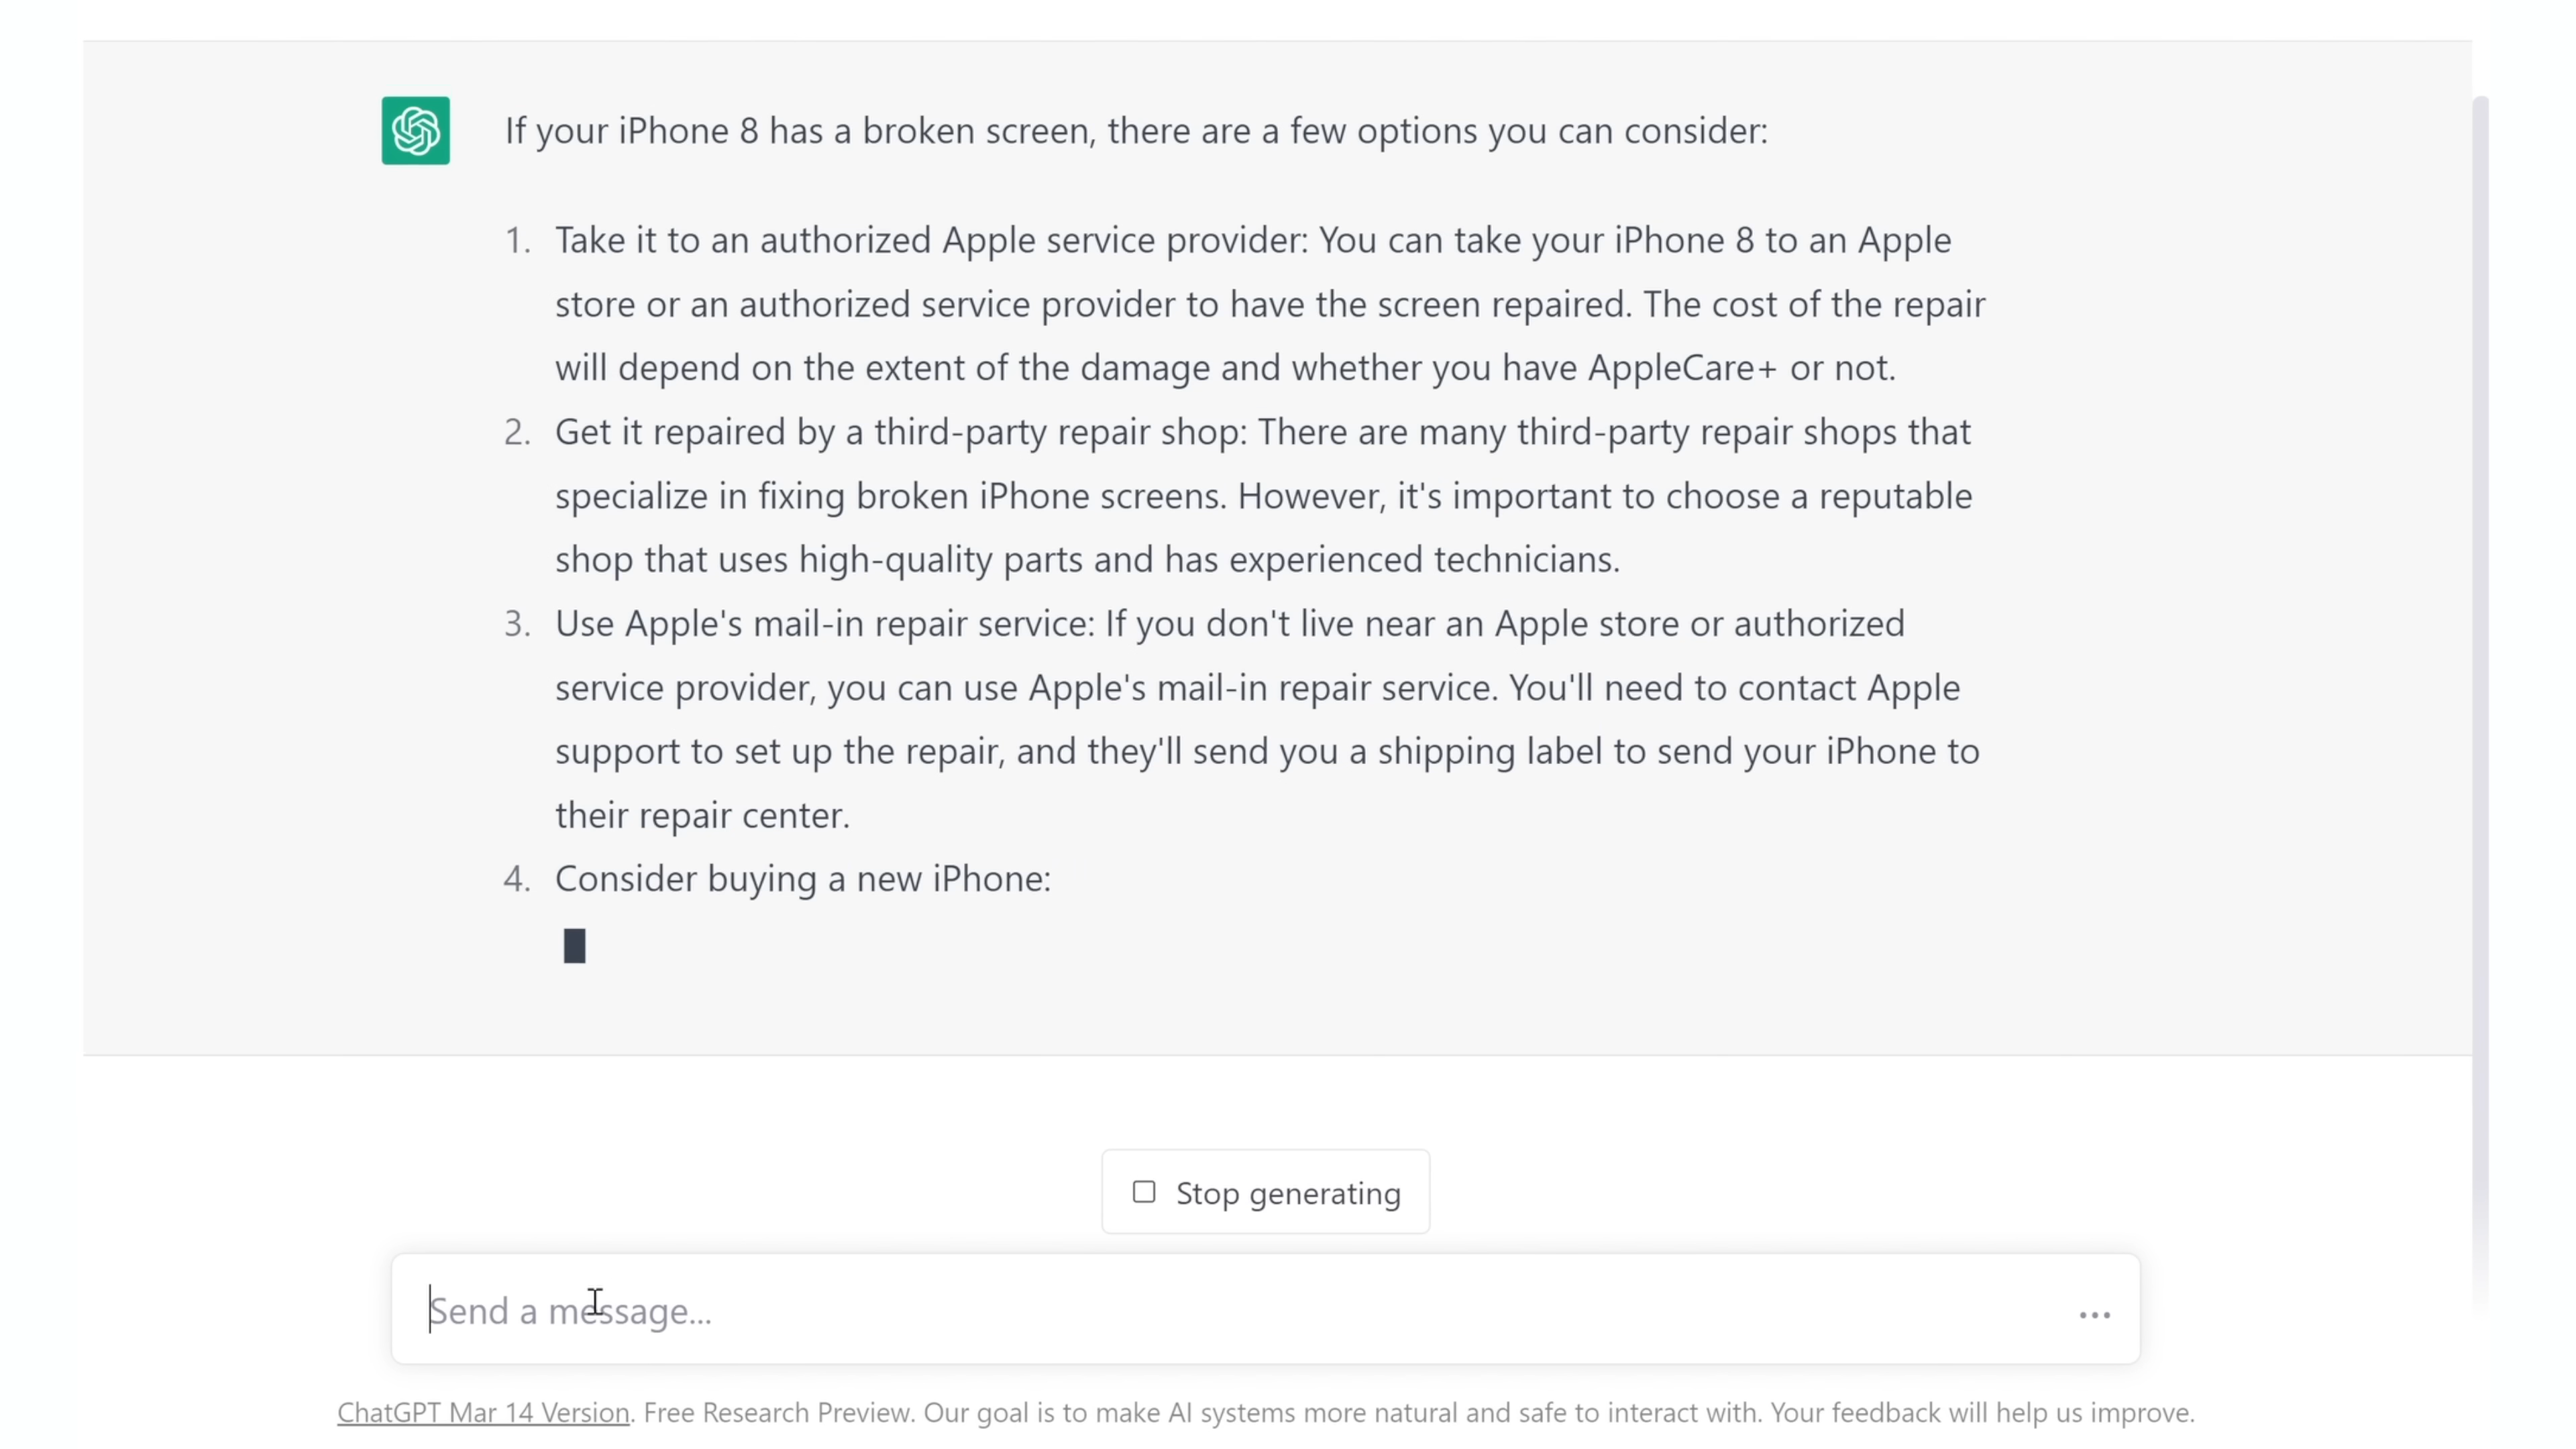 If your iPhone 8 has a broken screen, there are a few options you can consider:
1. Take it to an authorized Apple service provider: You can take your iPhone 8 to an Apple
store or an authorized service provider to have the screen repaired. The cost of the repair
will depend on the extent of the damage and whether you have AppleCare+ or not.
2. Get it repaired by a third-party repair shop: There are many third-party repair shops that
specialize in fixing broken iPhone screens. However, it's important to choose a reputable
shop that uses high-quality parts and has experienced technicians.
3. Use Apple's mail-in repair service: If you don't live near an Apple store or authorized
service provider, you can use Apple's mail-in repair service. You'll need to contact Apple
support to set up the repair, and they'll send you a shipping label to send your iPhone to
their repair center.
4. Consider buying a new iPhone:
Stop generating
Send a message...
ChatGPT Mar 14 Version. Free Research Preview. Our goal is to make AI systems more natural and safe to interact with. Your feedback will help us improve.